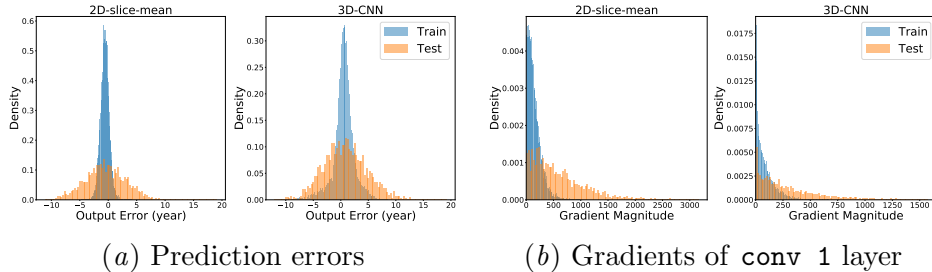 2D-slice-mean
3D-CNN
2D-slice-mean
3D-CNN
Train
Test
Train
Test
Density
0.6
0.5
0.4
0.3
0.2
0.1
0.0
−10 −5 0 5 10 15 20
Output Error (year)
Density
0.30
0.25
0.20
0.15
0.10
0.05
0.00
−10 −5 0 5 10 15 20
Output Error (year)
Density
0.004
0.003
0.002
0.001
0.000
0 500 1000 1500 2000 2500 3000
Gradient Magnitude
Density
0.0175
0.0150
0.0125
0.0100
0.0075
0.0050
0.0025
0.0000
0 250 500 750 1000 1250 1500
Gradient Magnitude
(a) Prediction errors
(b) Gradients of conv 1 layer